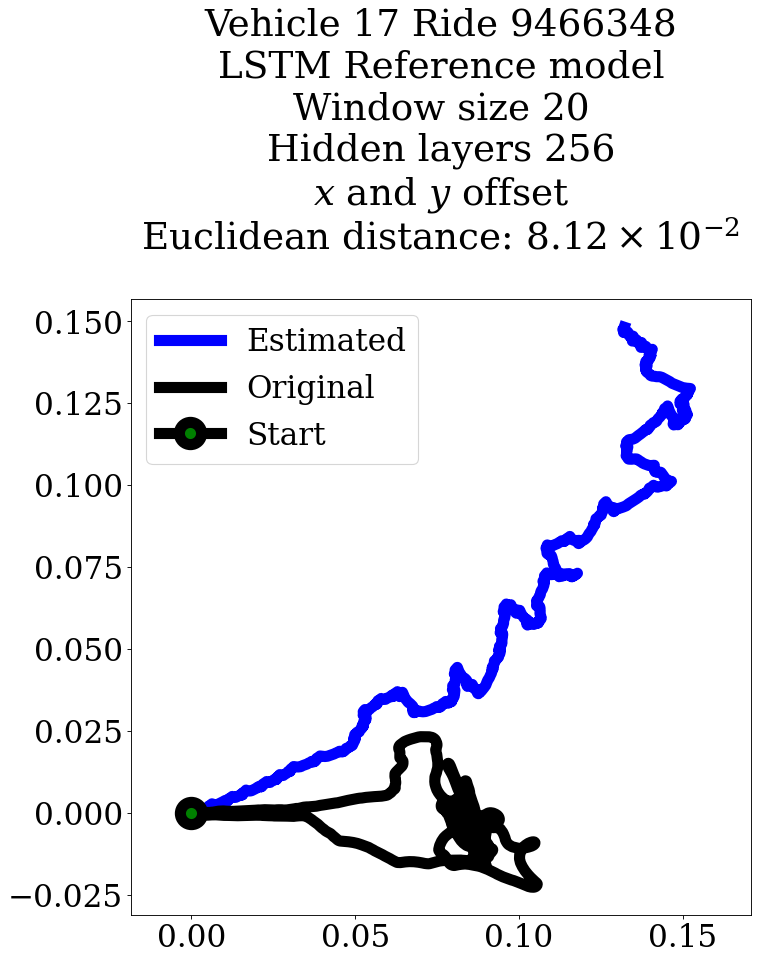 Vehicle 17 Ride 9466348
LSTM Reference model
Window size 20
Hidden layers 256
x and y offset
Euclidean distance: 8.12 × 10⁻²
Estimated
Original
Start
0.150
0.125
0.100
0.075
0.050
0.025
0.000
−0.025
0.00 0.05 0.10 0.15